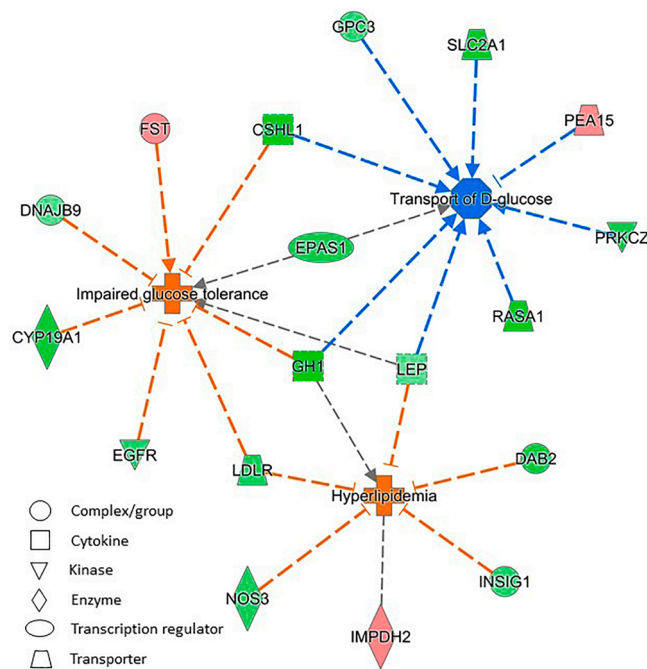 GPC3
SLC2A1
FST
CSHL1
PEA15
Transport of D-glucose
DNAJB9
EPAS1
PRKCZ
Impaired glucose tolerance
CYP19A1
RASA1
GH1
LEP
EGFR
LDLR
DAB2
Hyperlipidemia
Complex/group
Cytokine
Kinase
INSIG1
Enzyme
NOS3
Transcription regulator
IMPDH2
Transporter